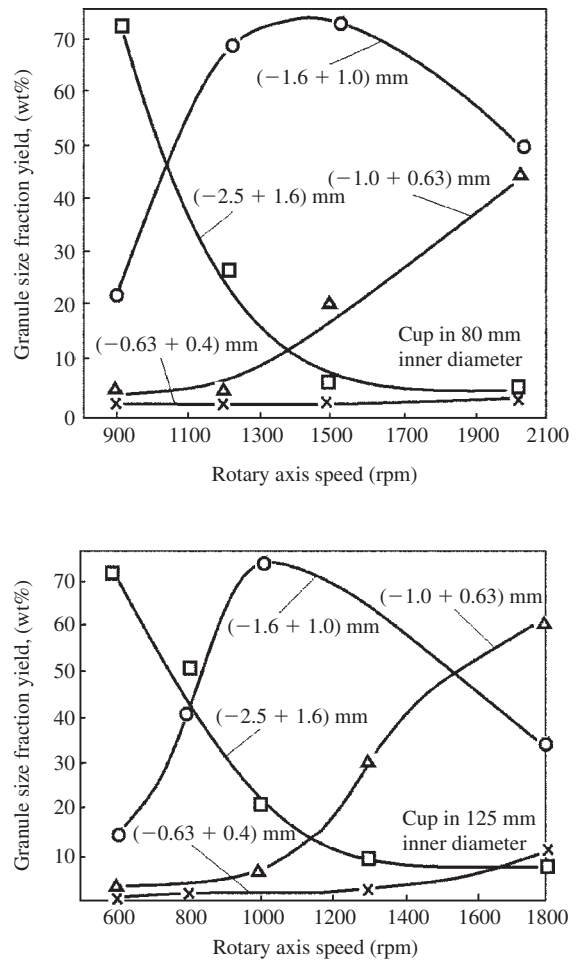 Granule size fraction yield, (wt%)
70
60
50
40
30
20
10
0
(−1.6 + 1.0) mm
(−1.0 + 0.63) mm
(−2.5 + 1.6) mm
(−0.63 + 0.4) mm
Cup in 80 mm
inner diameter
900 1100 1300 1500 1700 1900 2100
Rotary axis speed (rpm)
Granule size fraction yield, (wt%)
70
60
50
40
30
20
10
(−1.0 + 0.63) mm
(−1.6 + 1.0) mm
(−2.5 + 1.6) mm
(−0.63 + 0.4) mm
Cup in 125 mm
inner diameter
600 800 1000 1200 1400 1600 1800
Rotary axis speed (rpm)